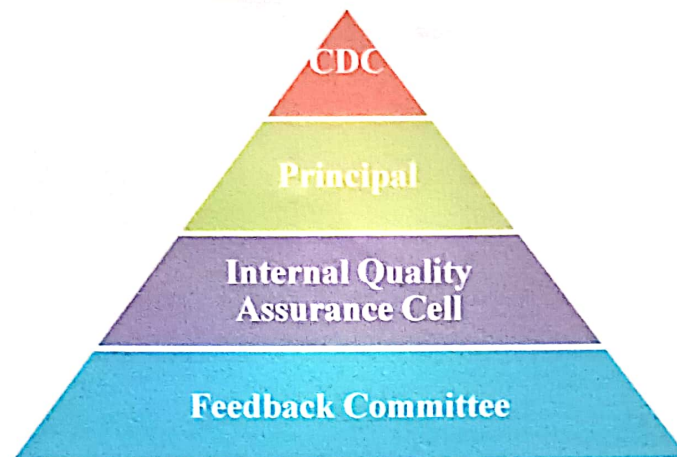 CDC
Principal
Internal Quality
Assurance Cell
Feedback Committee